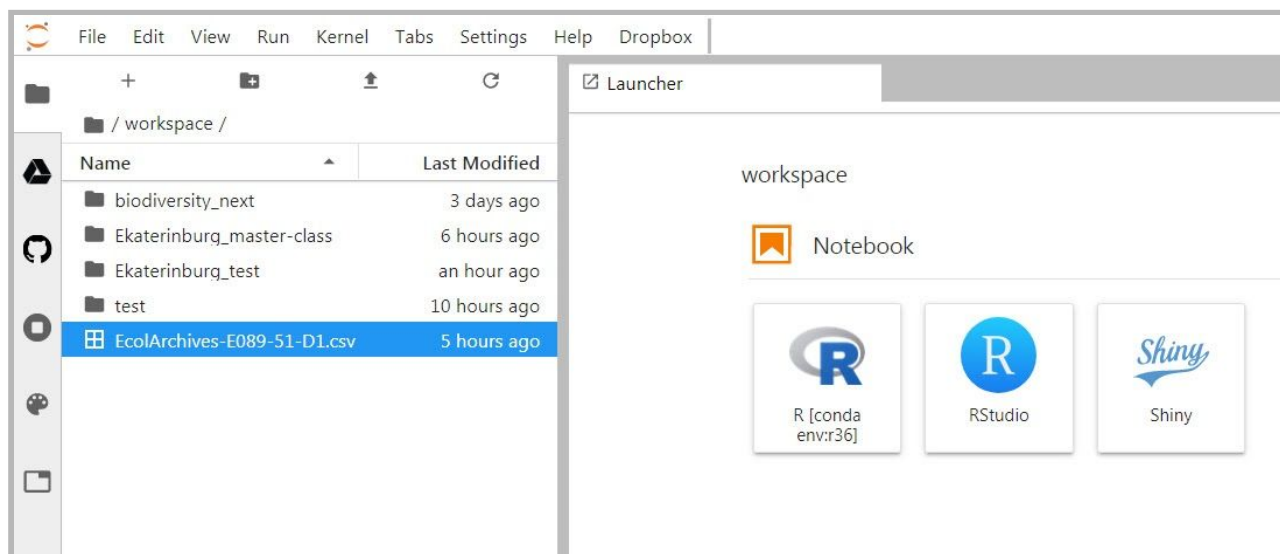 File Edit View Run Kernel Tabs Settings Help Dropbox
Launcher
/ workspace /
Name Last Modified
biodiversity_next 3 days ago
Ekaterinburg_master-class 6 hours ago
Ekaterinburg_test an hour ago
test 10 hours ago
EcolArchives-E089-51-D1.csv 5 hours ago
workspace
Notebook
R
R [conda
env:r36]
R
RStudio
Shiny
Shiny